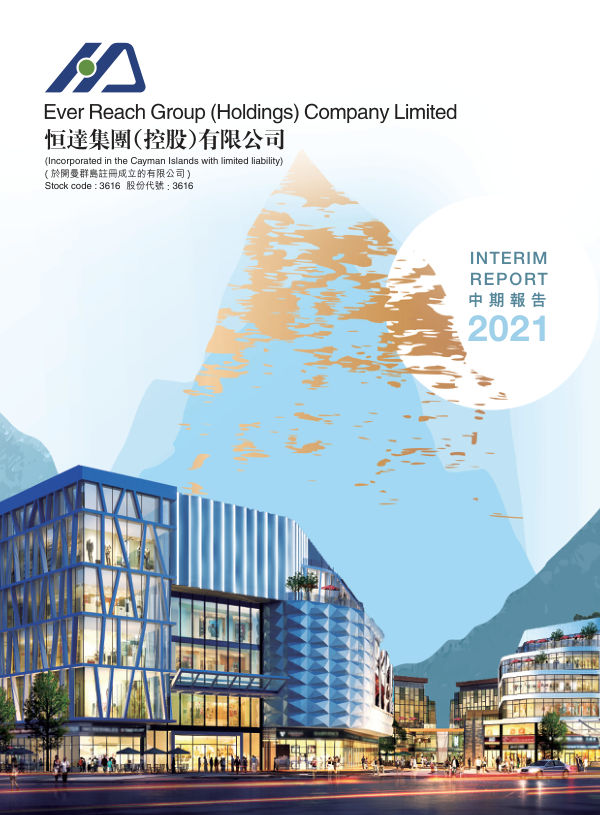 Ever Reach Group (Holdings) Company Limited
恒達集團(控股)有限公司
(Incorporated in the Cayman Islands with limited liability)
(於開曼群島註冊成立的有限公司)
Stock code : 3616 股份代號 : 3616
INTERIM
REPORT
中期報告
2021